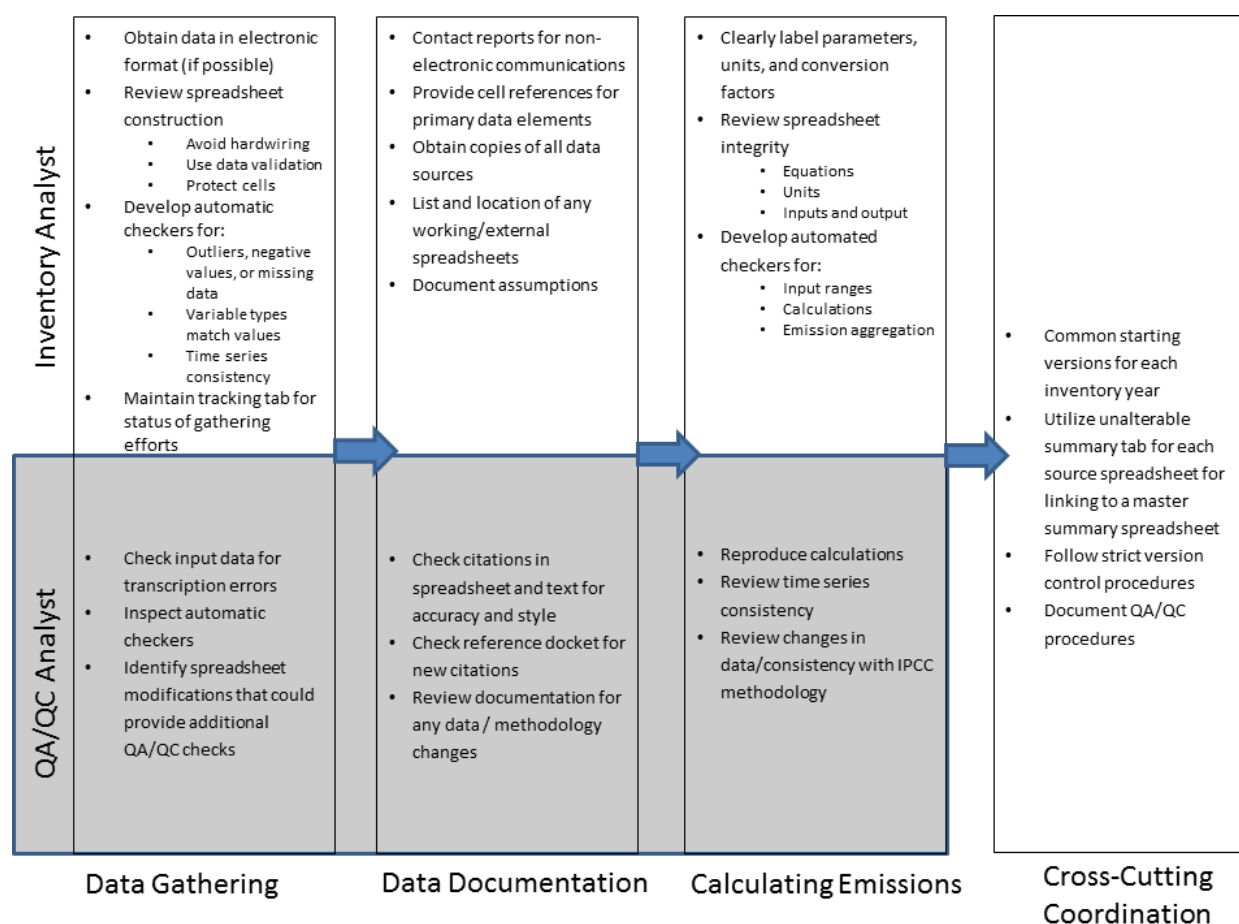 Inventory Analyst
• Obtain data in electronic
format (if possible)
• Review spreadsheet
construction
• Avoid hardwiring
• Use data validation
• Protect cells
• Develop automatic
checkers for:
• Outliers, negative
values, or missing
data
• Variable types
match values
• Time series
consistency
• Maintain tracking tab for
status of gathering
efforts
• Contact reports for non-
electronic communications
• Provide cell references for
primary data elements
• Obtain copies of all data
sources
• List and location of any
working/external
spreadsheets
• Document assumptions
• Clearly label parameters,
units, and conversion
factors
• Review spreadsheet
integrity
• Equations
• Units
• Inputs and output
• Develop automated
checkers for:
• Input ranges
• Calculations
• Emission aggregation
QA/QC Analyst
• Check input data for
transcription errors
• Inspect automatic
checkers
• Identify spreadsheet
modifications that could
provide additional
QA/QC checks
• Check citations in
spreadsheet and text for
accuracy and style
• Check reference docket for
new citations
• Review documentation for
any data / methodology
changes
• Reproduce calculations
• Review time series
consistency
• Review changes in
data/consistency with IPCC
methodology
• Common starting
versions for each
inventory year
• Utilize unalterable
summary tab for each
source spreadsheet for
linking to a master
summary spreadsheet
• Follow strict version
control procedures
• Document QA/QC
procedures
Data Gathering
Data Documentation
Calculating Emissions
Cross-Cutting
Coordination